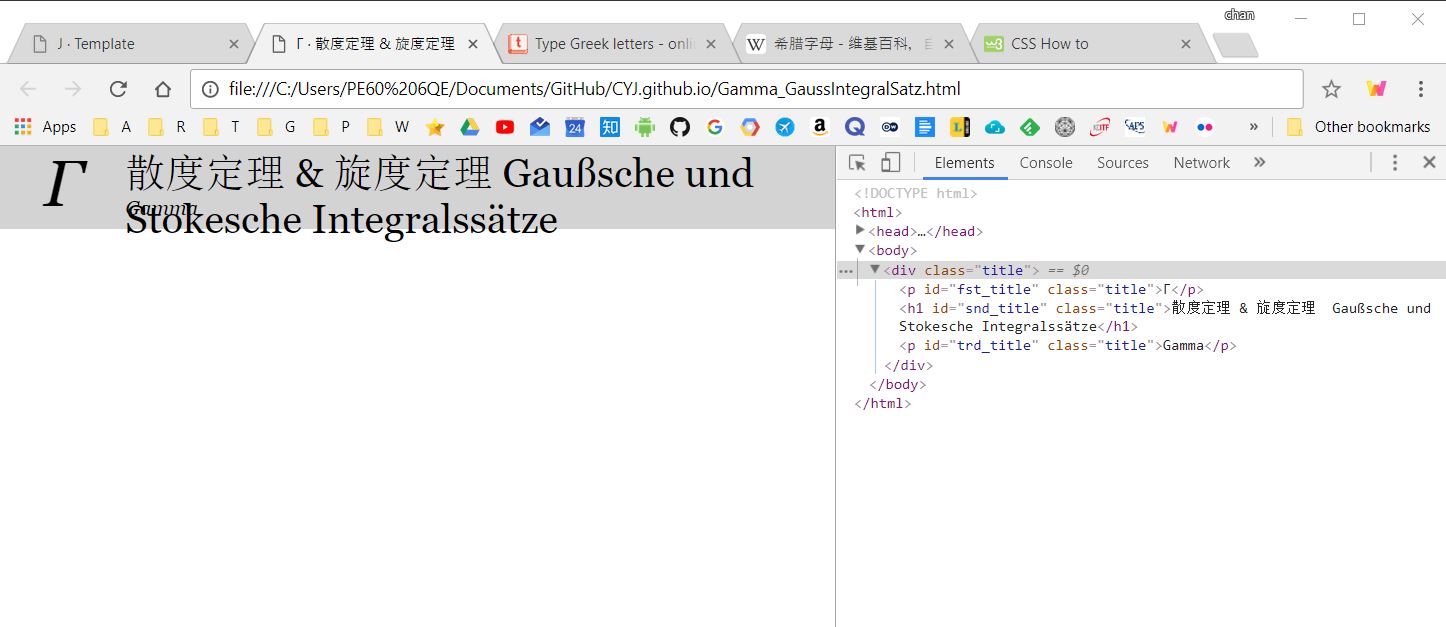 chan
J · Template
Γ · 散度定理 & 旋度定理
Type Greek letters - onli
希腊字母 - 维基百科，自
CSS How to
file:///C:/Users/PE60%206QE/Documents/GitHub/CYJ.github.io/Gamma_GaussIntegralSatz.html
Apps A R T G P W 24 知 a Q » Other bookmarks
Γ
散度定理 & 旋度定理 Gaußsche und
Stokesche Integralssätze
Gamma
Elements Console Sources Network »
<!DOCTYPE html>
<html>
<head>…</head>
<body>
<div class="title"> == $0
<p id="fst_title" class="title">Γ</p>
<h1 id="snd_title" class="title">散度定理 & 旋度定理 Gaußsche und
Stokesche Integralssätze</h1>
<p id="trd_title" class="title">Gamma</p>
</div>
</body>
</html>